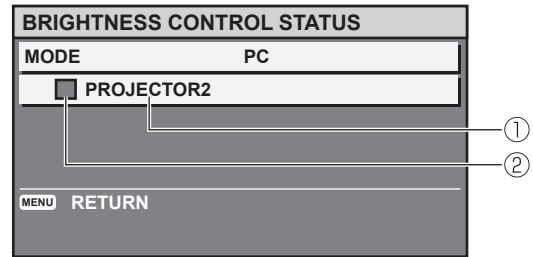 BRIGHTNESS CONTROL STATUS
MODE PC
PROJECTOR2
①
②
MENU RETURN